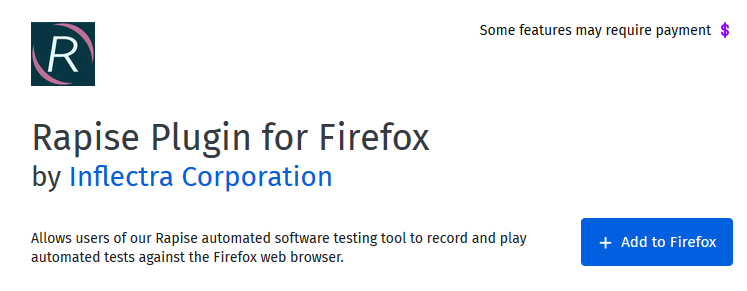 R
Some features may require payment $
Rapise Plugin for Firefox
by Inflectra Corporation
Allows users of our Rapise automated software testing tool to record and play
automated tests against the Firefox web browser.
+ Add to Firefox